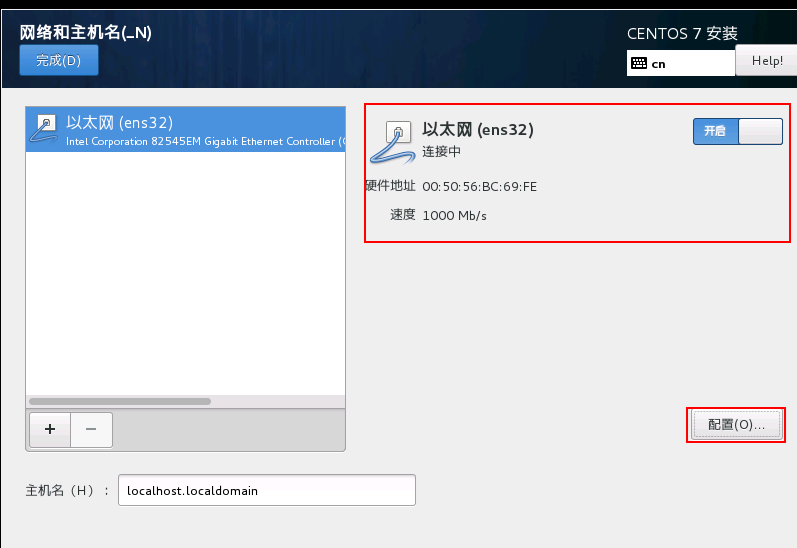 网络和主机名(_N)
完成(D)
CENTOS 7 安装
cn
Help!
以太网 (ens32)
Intel Corporation 82545EM Gigabit Ethernet Controller (
以太网 (ens32)
连接中
开启
硬件地址 00:50:56:BC:69:FE
速度 1000 Mb/s
+
−
配置(O)...
主机名（H）：
localhost.localdomain